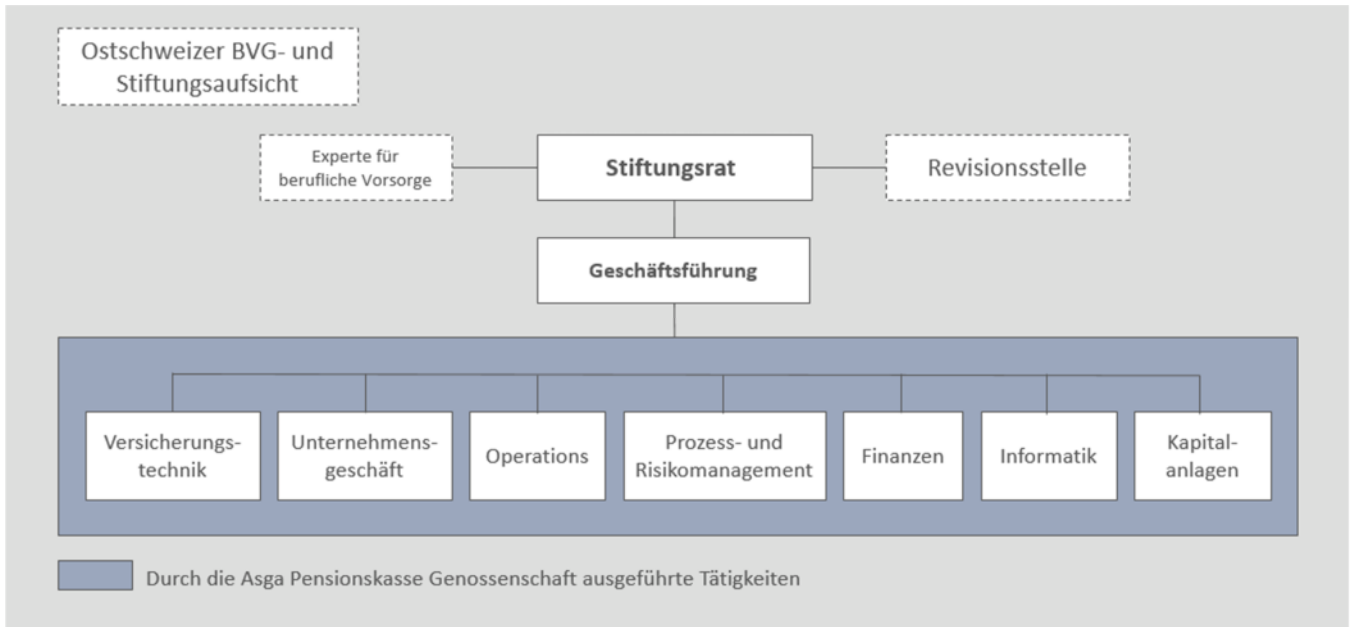 Ostschweizer BVG- und
Stiftungsaufsicht
Experte für
berufliche Vorsorge
Stiftungsrat
Revisionsstelle
Geschäftsführung
Versicherungs-
technik
Unternehmens-
geschäft
Operations
Prozess- und
Risikomanagement
Finanzen
Informatik
Kapital-
anlagen
Durch die Asga Pensionskasse Genossenschaft ausgeführte Tätigkeiten